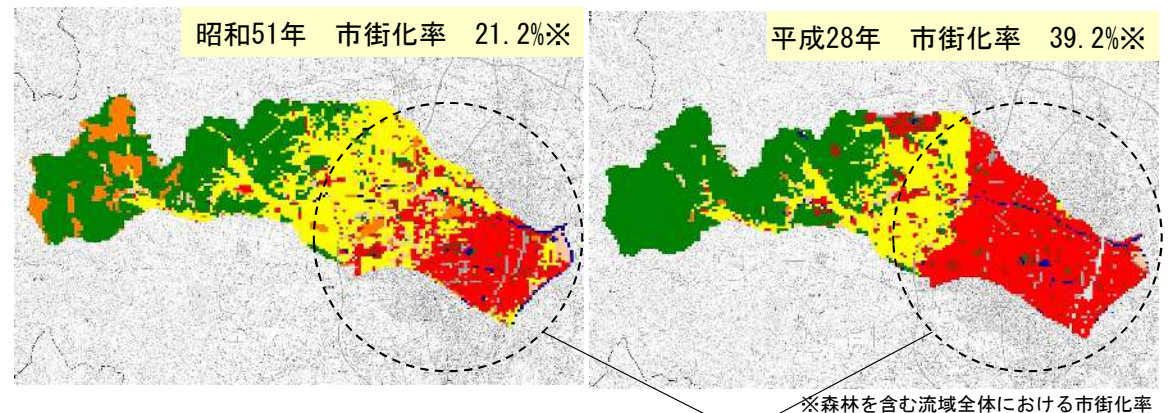 昭和51年　市街化率　21.2%※
平成28年　市街化率　39.2%※
※森林を含む流域全体における市街化率